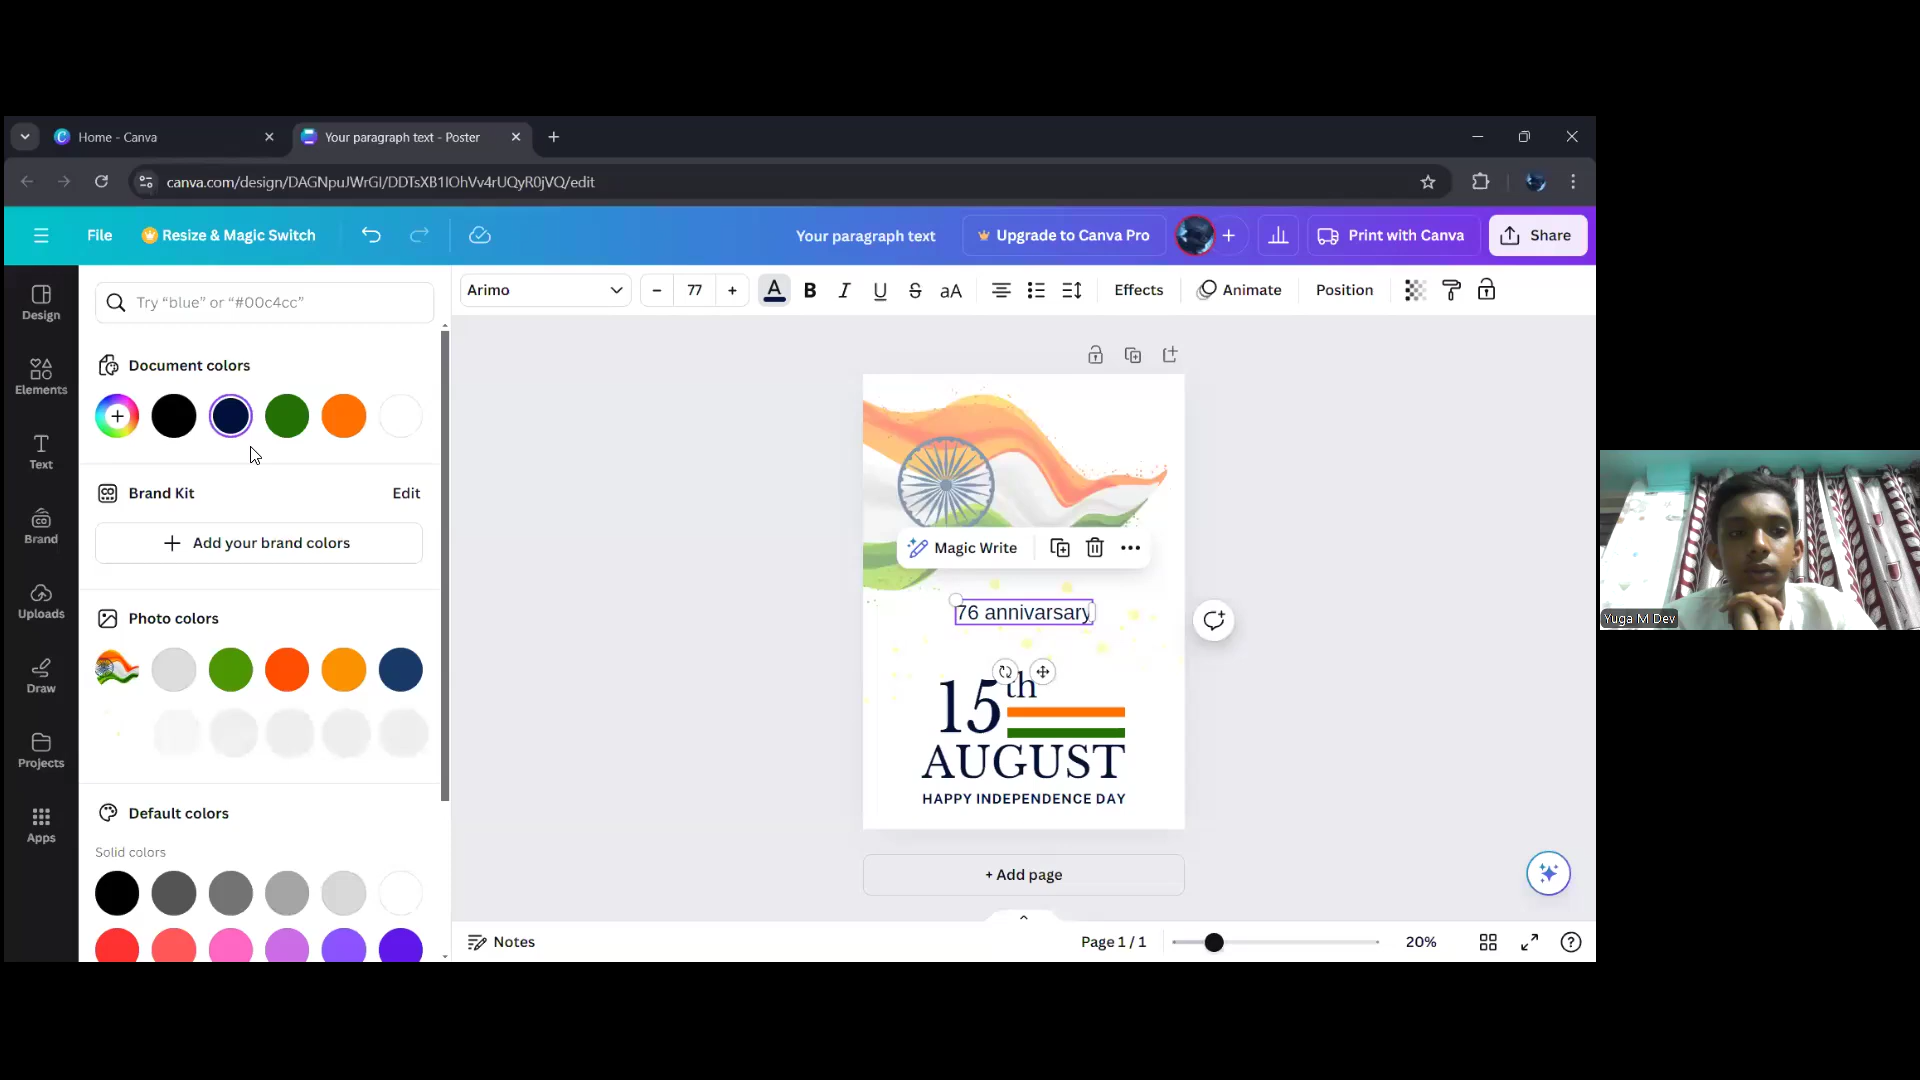 Home - Canva
Your paragraph text - Poster
canva.com/design/DAGNpuJWrGI/DDTsXB1IOhVv4rUQyR0jVQ/edit
File
Resize & Magic Switch
Your paragraph text
Upgrade to Canva Pro
Print with Canva
Share
Design
Elements
Text
Brand
Uploads
Draw
Projects
Apps
Try “blue” or “#00c4cc”
Document colors
Brand Kit
Edit
Add your brand colors
Photo colors
Default colors
Solid colors
Arimo
77
A
B
I
U
S
aA
Effects
Animate
Position
Magic Write
76 annivarsary
15th
AUGUST
HAPPY INDEPENDENCE DAY
+ Add page
Notes
Page 1 / 1
20%
Yuga M Dev